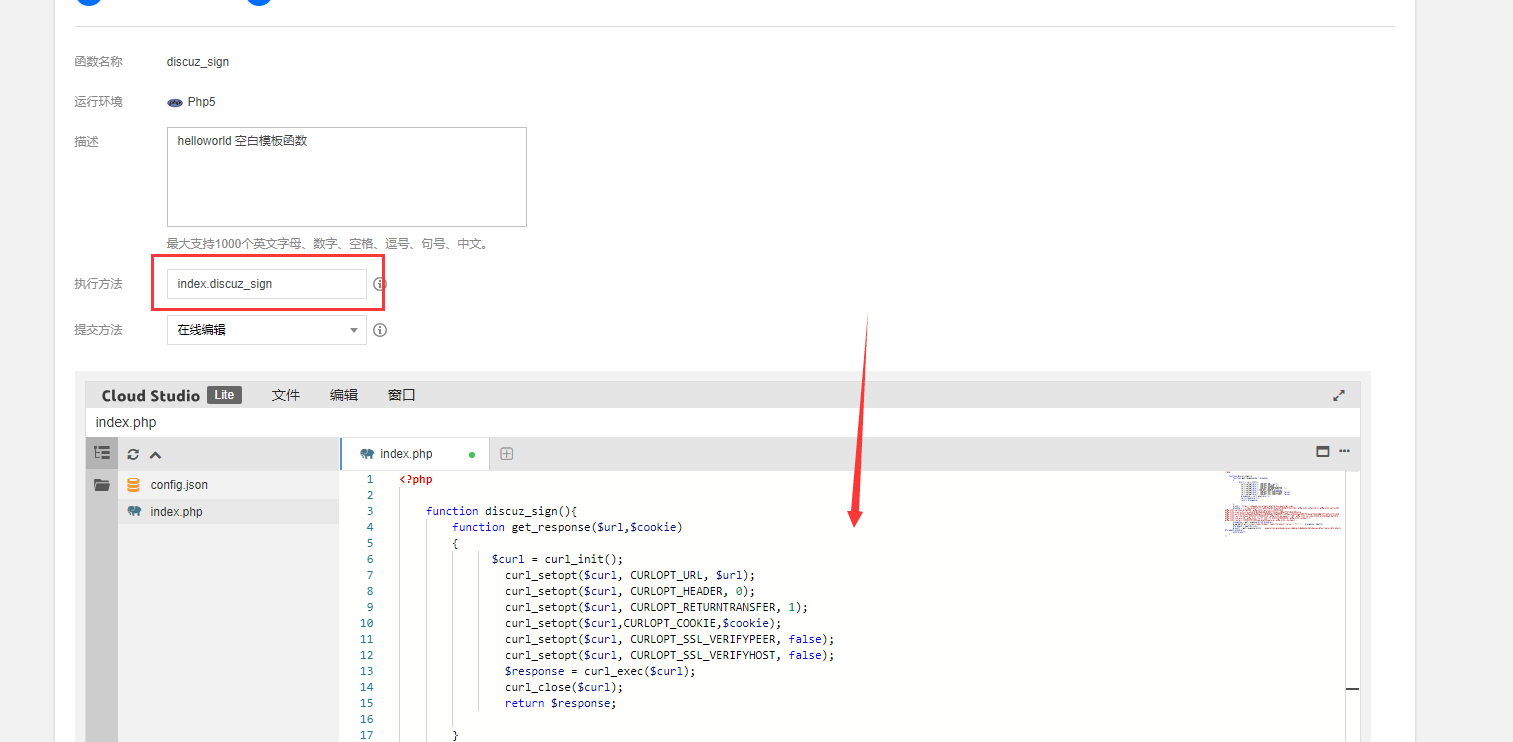 函数名称 discuz_sign
运行环境 Php5
描述 helloworld 空白模板函数
最大支持1000个英文字母、数字、空格、逗号、句号、中文。
执行方法 index.discuz_sign
提交方法 在线编辑
Cloud Studio Lite 文件 编辑 窗口
index.php
index.php
config.json
index.php
1 <?php
2
3 function discuz_sign(){
4 function get_response($url,$cookie)
5 {
6 $curl = curl_init();
7 curl_setopt($curl, CURLOPT_URL, $url);
8 curl_setopt($curl, CURLOPT_HEADER, 0);
9 curl_setopt($curl, CURLOPT_RETURNTRANSFER, 1);
10 curl_setopt($curl,CURLOPT_COOKIE,$cookie);
11 curl_setopt($curl, CURLOPT_SSL_VERIFYPEER, false);
12 curl_setopt($curl, CURLOPT_SSL_VERIFYHOST, false);
13 $response = curl_exec($curl);
14 curl_close($curl);
15 return $response;
16
17 }